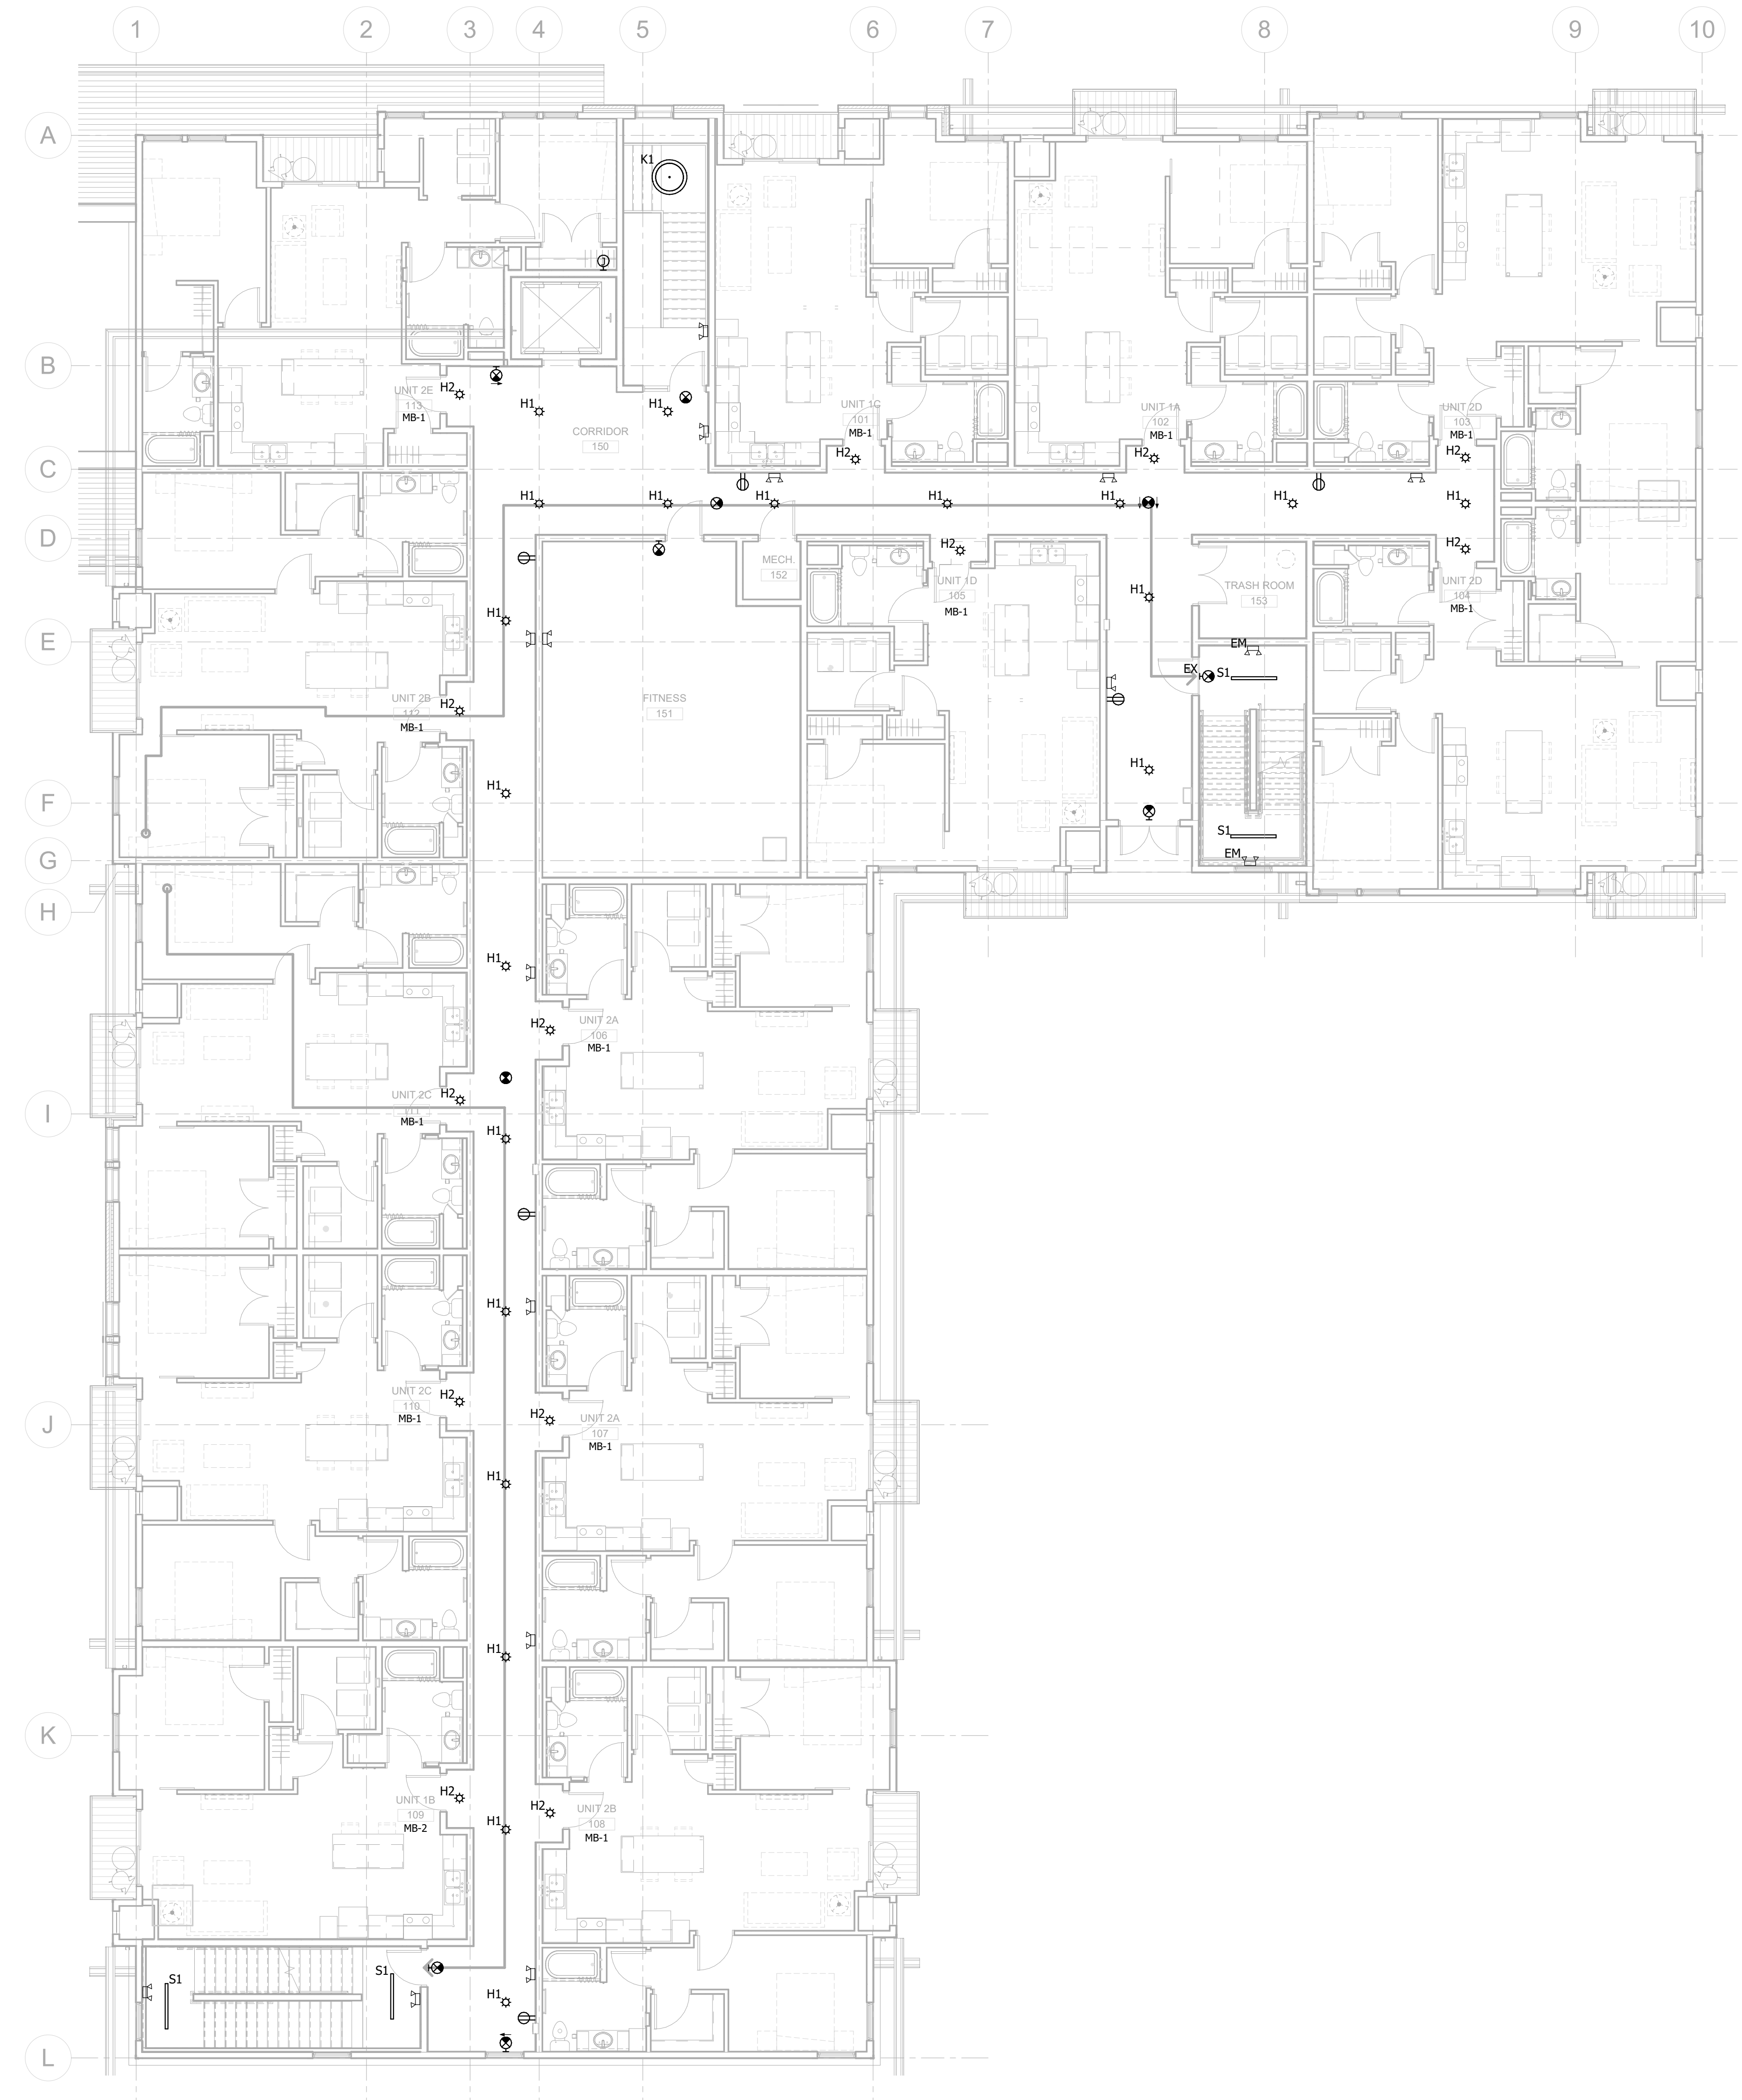 1 2 3 4 5 6 7 8 9 10
A
K1
B
UNIT 2E
113
MB-1
H2
H1
H1
CORRIDOR
150
UNIT 1C
101
MB-1
H2
UNIT 1A
102
MB-1
H2
UNIT 2D
103
MB-1
H2
C
H1 H1 H1 H1 H1 H1 H1
D
MECH.
152
H2
UNIT 1D
105
MB-1
H1
TRASH ROOM
153
H2
UNIT 2D
104
MB-1
H1
E
EM
EX
S1
UNIT 2B
112
MB-1
H2
FITNESS
151
H1
H1
F
S1
EM
G
H
H1
H2
UNIT 2A
106
MB-1
UNIT 2C
111
MB-1
H2
I
H1
H1
UNIT 2C
110
MB-1
H2
H2
UNIT 2A
107
MB-1
J
H1
H1
K
UNIT 1B
109
MB-2
H2
H1
H2
UNIT 2B
108
MB-1
S1
S1
H1
L